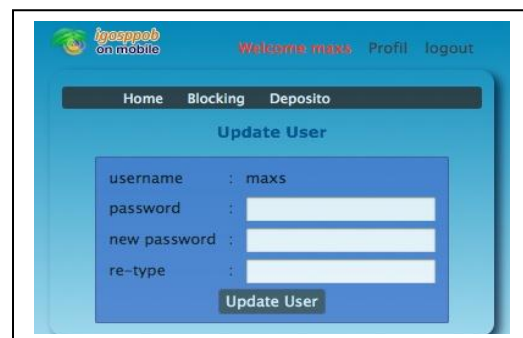 igosppob
on mobile
Welcome maxs Profil logout
Home Blocking Deposito
Update User
username : maxs
password :
new password :
re-type :
Update User